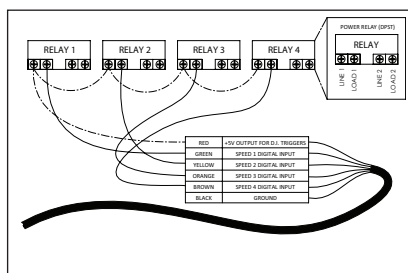 POWER RELAY (DPST)
RELAY 1
RELAY 2
RELAY 3
RELAY 4
RELAY
LINE 1
LOAD 1
LINE 2
LOAD 2
RED +5V OUTPUT FOR D.I. TRIGGERS
GREEN SPEED 1 DIGITAL INPUT
YELLOW SPEED 2 DIGITAL INPUT
ORANGE SPEED 3 DIGITAL INPUT
BROWN SPEED 4 DIGITAL INPUT
BLACK GROUND